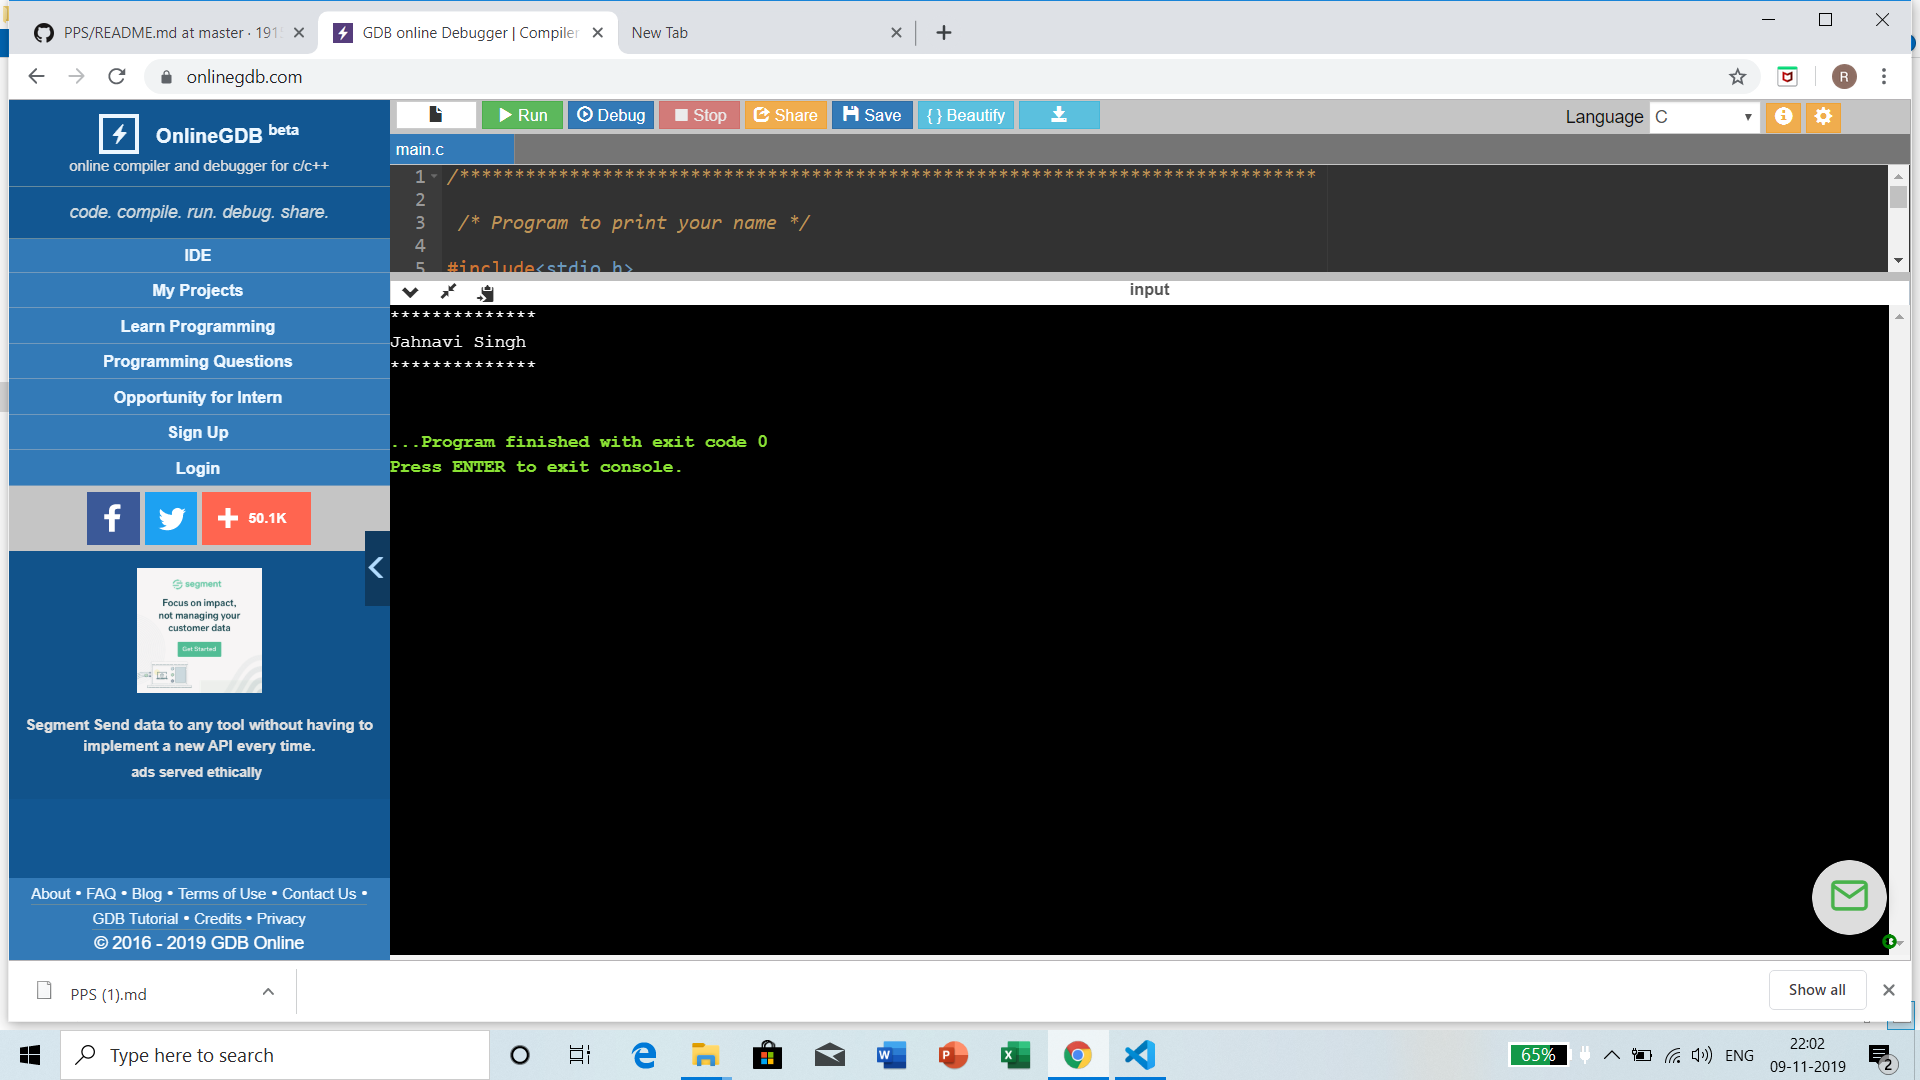 PPS/README.md at master · 191
GDB online Debugger | Compiler
New Tab
onlinegdb.com
R
OnlineGDB beta
online compiler and debugger for c/c++
code. compile. run. debug. share.
IDE
My Projects
Learn Programming
Programming Questions
Opportunity for Intern
Sign Up
Login
50.1K
segment
Focus on impact,
not managing your
customer data
Get Started
Segment Send data to any tool without having to
implement a new API every time.
ads served ethically
About • FAQ • Blog • Terms of Use • Contact Us •
GDB Tutorial • Credits • Privacy
© 2016 - 2019 GDB Online
Run
Debug
Stop
Share
Save
{ } Beautify
Language C
main.c
1 /******************************************************************************
2
3 /* Program to print your name */
4
5 #include<stdio.h>
input
**************
Jahnavi Singh
**************
...Program finished with exit code 0
Press ENTER to exit console.
PPS (1).md
Show all
Type here to search
65%
ENG
22:02
09-11-2019
2